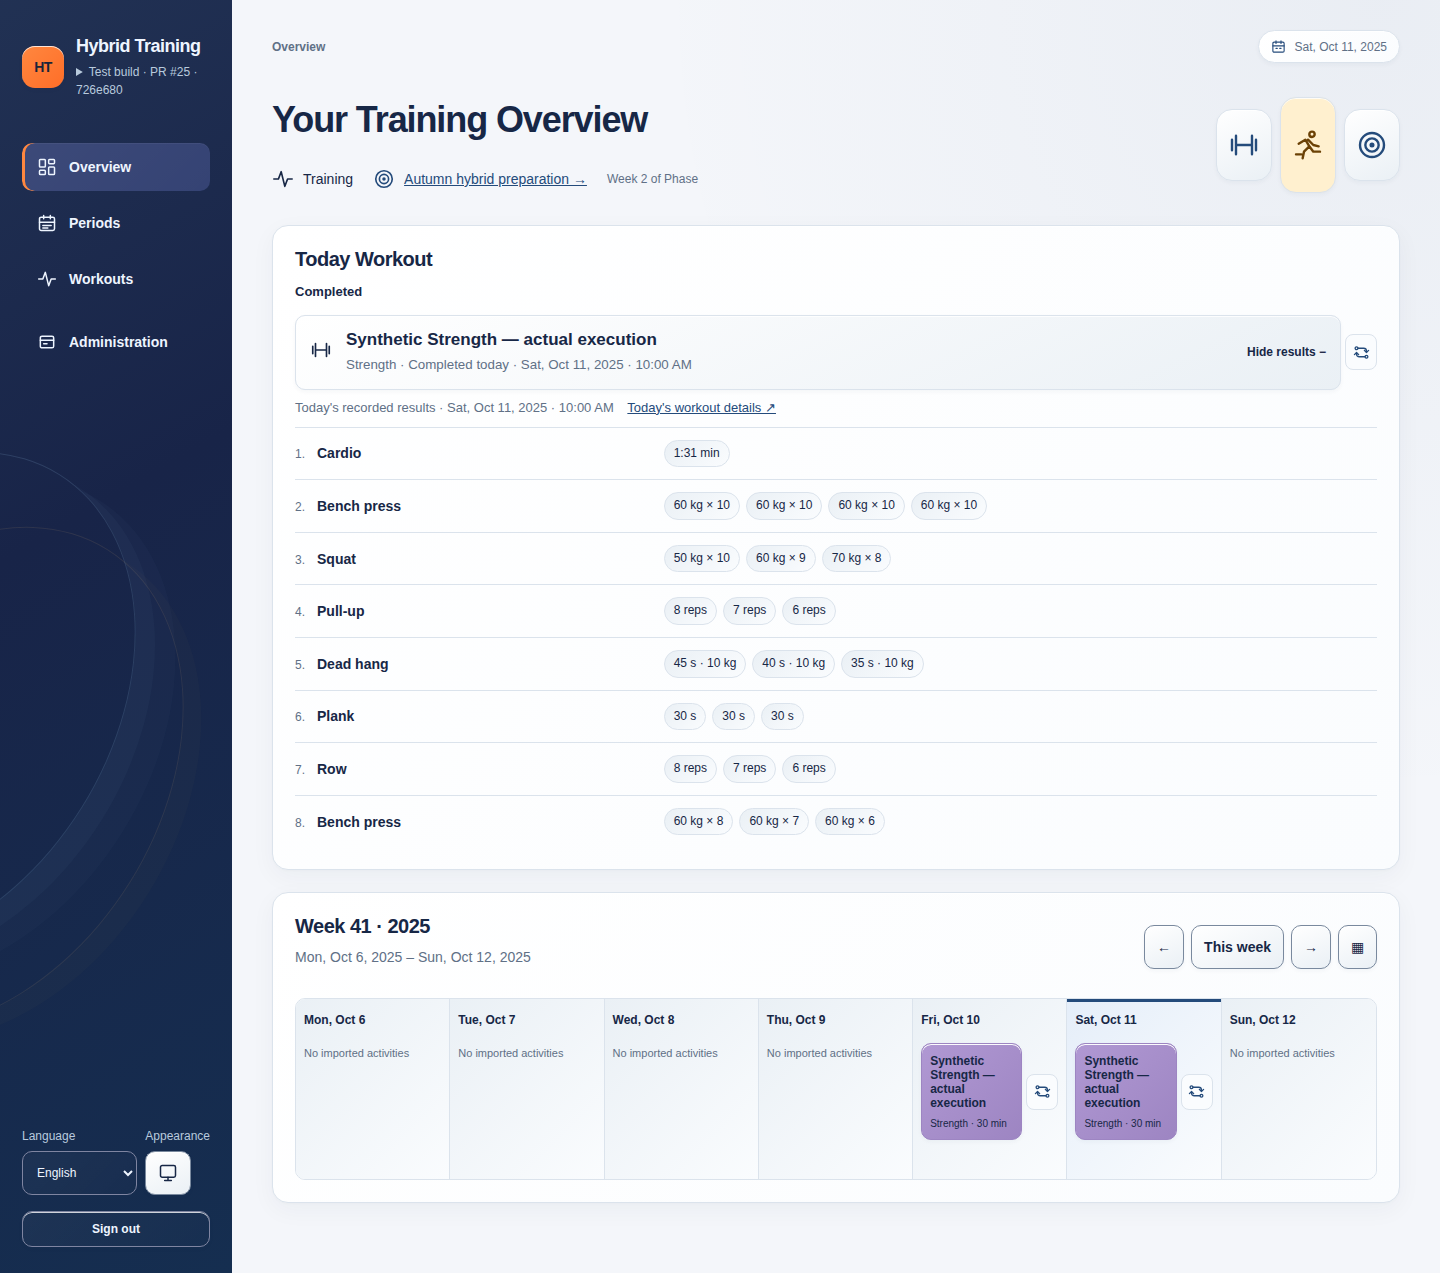 HT
Hybrid Training
▶ Test build · PR #25 ·
726e680
Overview
Periods
Workouts
Administration
Language
Appearance
English
Sign out
Overview
Sat, Oct 11, 2025
Your Training Overview
Training
Autumn hybrid preparation →
Week 2 of Phase
Today Workout
Completed
Synthetic Strength — actual execution
Strength · Completed today · Sat, Oct 11, 2025 · 10:00 AM
Hide results −
Today's recorded results · Sat, Oct 11, 2025 · 10:00 AM Today's workout details ↗
1. Cardio 1:31 min
2. Bench press 60 kg × 10 60 kg × 10 60 kg × 10 60 kg × 10
3. Squat 50 kg × 10 60 kg × 9 70 kg × 8
4. Pull-up 8 reps 7 reps 6 reps
5. Dead hang 45 s · 10 kg 40 s · 10 kg 35 s · 10 kg
6. Plank 30 s 30 s 30 s
7. Row 8 reps 7 reps 6 reps
8. Bench press 60 kg × 8 60 kg × 7 60 kg × 6
Week 41 · 2025
Mon, Oct 6, 2025 – Sun, Oct 12, 2025
← This week →
Mon, Oct 6
No imported activities
Tue, Oct 7
No imported activities
Wed, Oct 8
No imported activities
Thu, Oct 9
No imported activities
Fri, Oct 10
Synthetic
Strength —
actual
execution
Strength · 30 min
Sat, Oct 11
Synthetic
Strength —
actual
execution
Strength · 30 min
Sun, Oct 12
No imported activities